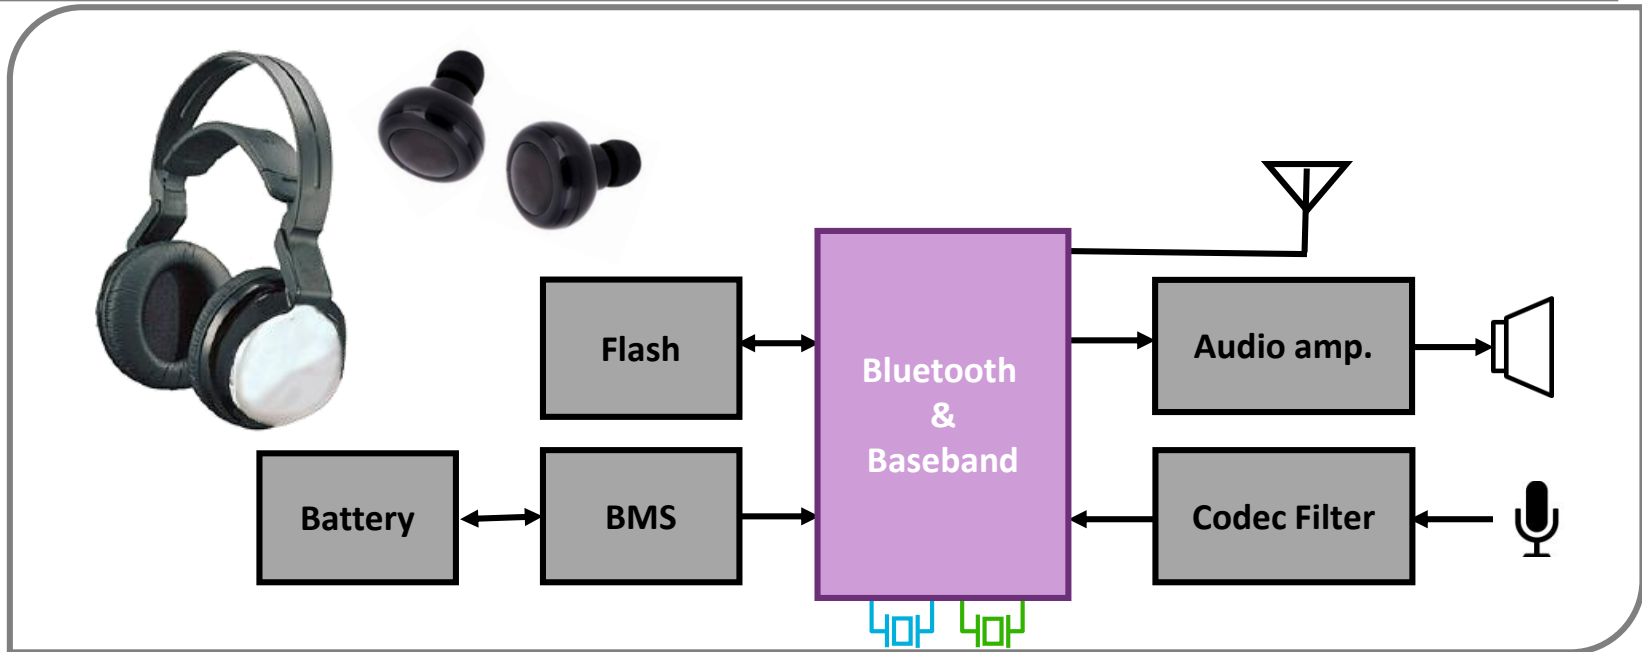 Flash
Bluetooth
&
Baseband
Audio amp.
Battery
BMS
Codec Filter